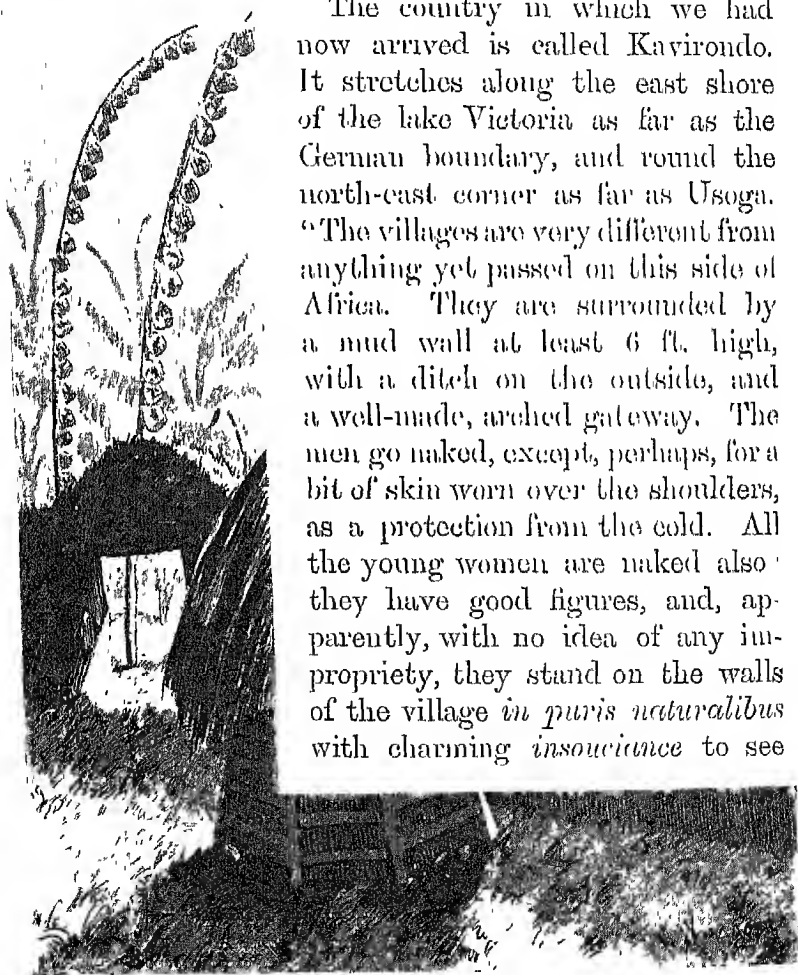 The country in which we had
now arrived is called Kavirondo.
It stretches along the east shore
of the lake Victoria as far as the
German boundary, and round the
north-east corner as far as Usoga.
"The villages are very different from
anything yet passed on this side of
Africa. They are surrounded by
a mud wall at least 6 ft. high,
with a ditch on the outside, and
a well-made, arched gateway. The
men go naked, except, perhaps, for a
bit of skin worn over the shoulders,
as a protection from the cold. All
the young women are naked also;
they have good figures, and, ap-
parently, with no idea of any im-
propriety, they stand on the walls
of the village in puris naturalibus
with charming insouciance to see